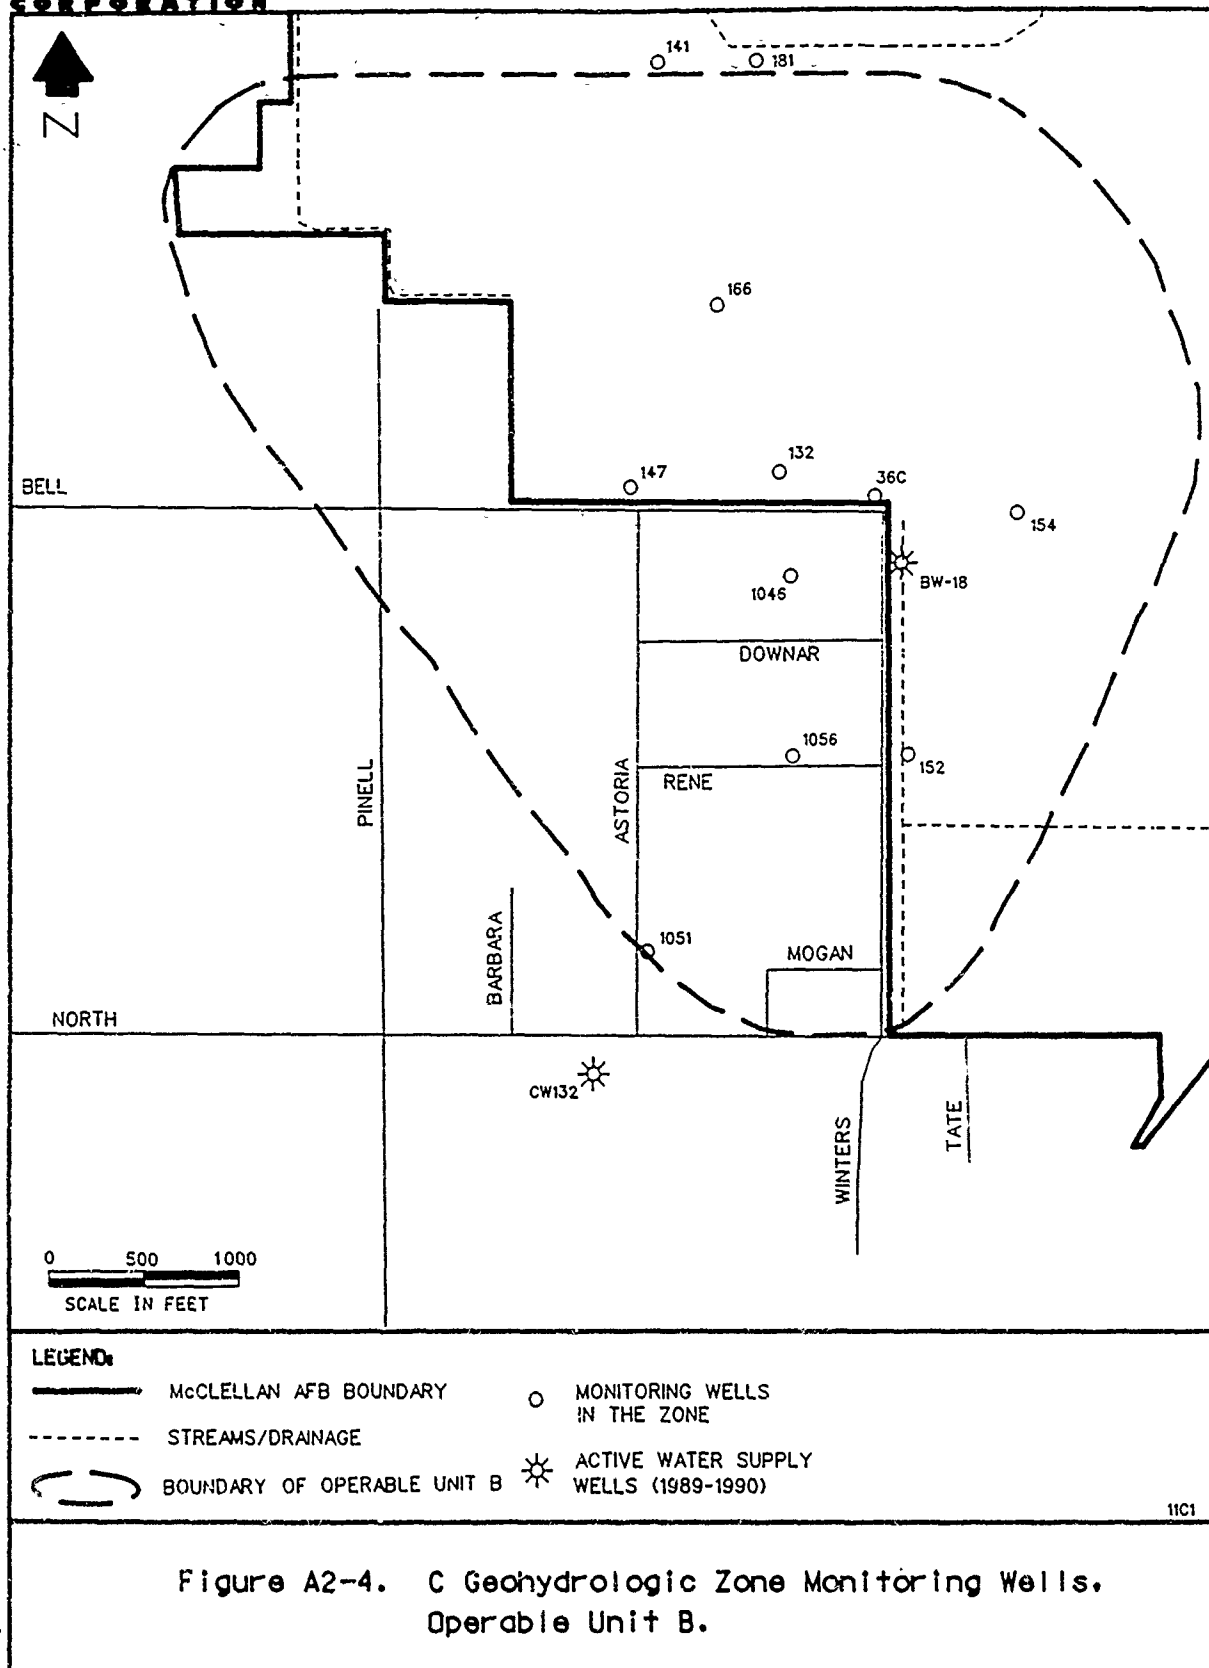 CORPORATION
N
141
181
166
147
132
36C
154
BELL
BW-18
1046
DOWNAR
1056
RENE
152
PINELL
ASTORIA
BARBARA
1051
MOGAN
NORTH
CW132
WINTERS
TATE
0 500 1000
SCALE IN FEET
LEGEND:
McCLELLAN AFB BOUNDARY
STREAMS/DRAINAGE
BOUNDARY OF OPERABLE UNIT B
MONITORING WELLS
IN THE ZONE
ACTIVE WATER SUPPLY
WELLS (1989-1990)
11C1
Figure A2-4. C Geohydrologic Zone Monitoring Wells,
Operable Unit B.